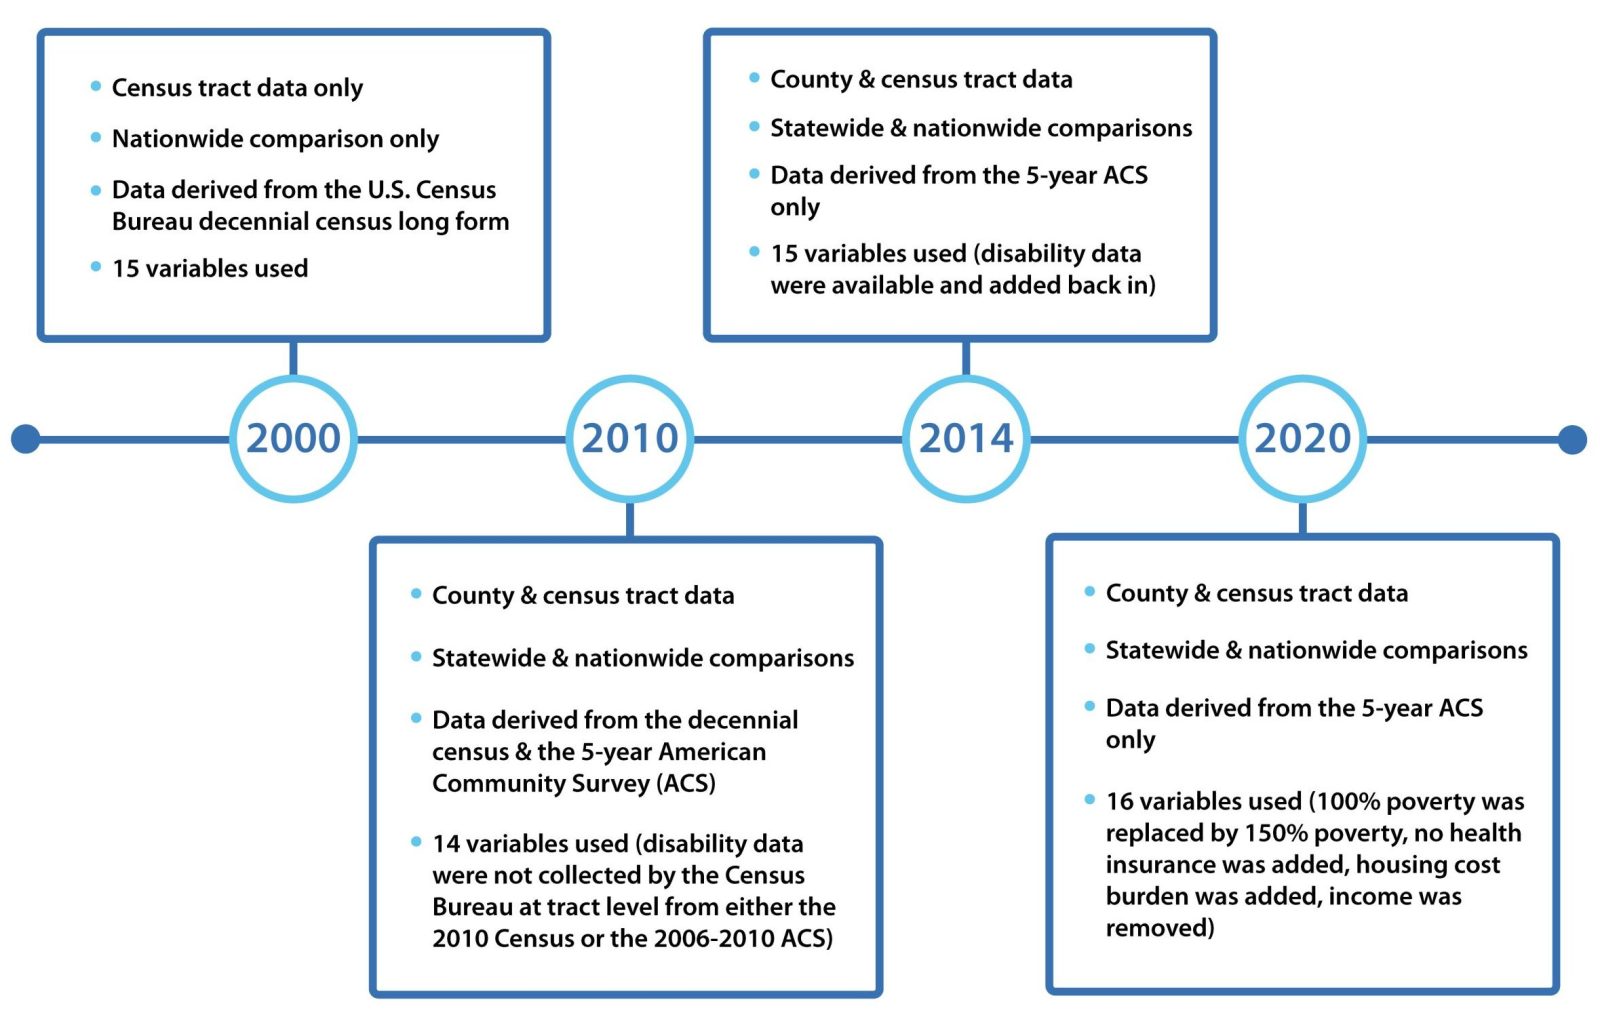 Census tract data only
Nationwide comparison only
Data derived from the U.S. Census
Bureau decennial census long form
15 variables used
County & census tract data
Statewide & nationwide comparisons
Data derived from the 5-year ACS
only
15 variables used (disability data
were available and added back in)
2000
2010
2014
2020
County & census tract data
Statewide & nationwide comparisons
Data derived from the decennial
census & the 5-year American
Community Survey (ACS)
14 variables used (disability data
were not collected by the Census
Bureau at tract level from either the
2010 Census or the 2006-2010 ACS)
County & census tract data
Statewide & nationwide comparisons
Data derived from the 5-year ACS
only
16 variables used (100% poverty was
replaced by 150% poverty, no health
insurance was added, housing cost
burden was added, income was
removed)